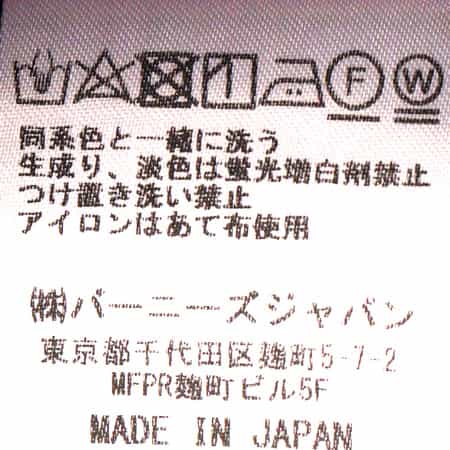 F W
同系色と一緒に洗う
生成り、淡色は蛍光増白剤禁止
つけ置き洗い禁止
アイロンはあて布使用
㈱バーニーズジャパン
東京都千代田区麹町5-7-2
MFPR麹町ビル5F
MADE IN JAPAN